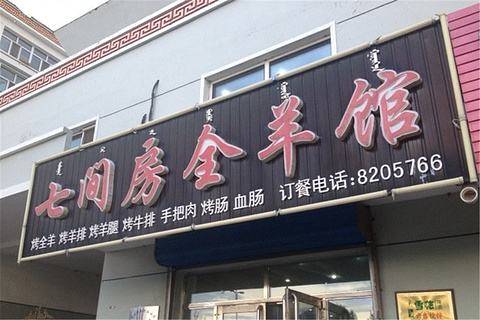 七间房全羊馆
烤全羊 烤羊排 烤羊腿 烤牛排 手把肉 烤肠 血肠 订餐电话:8205766